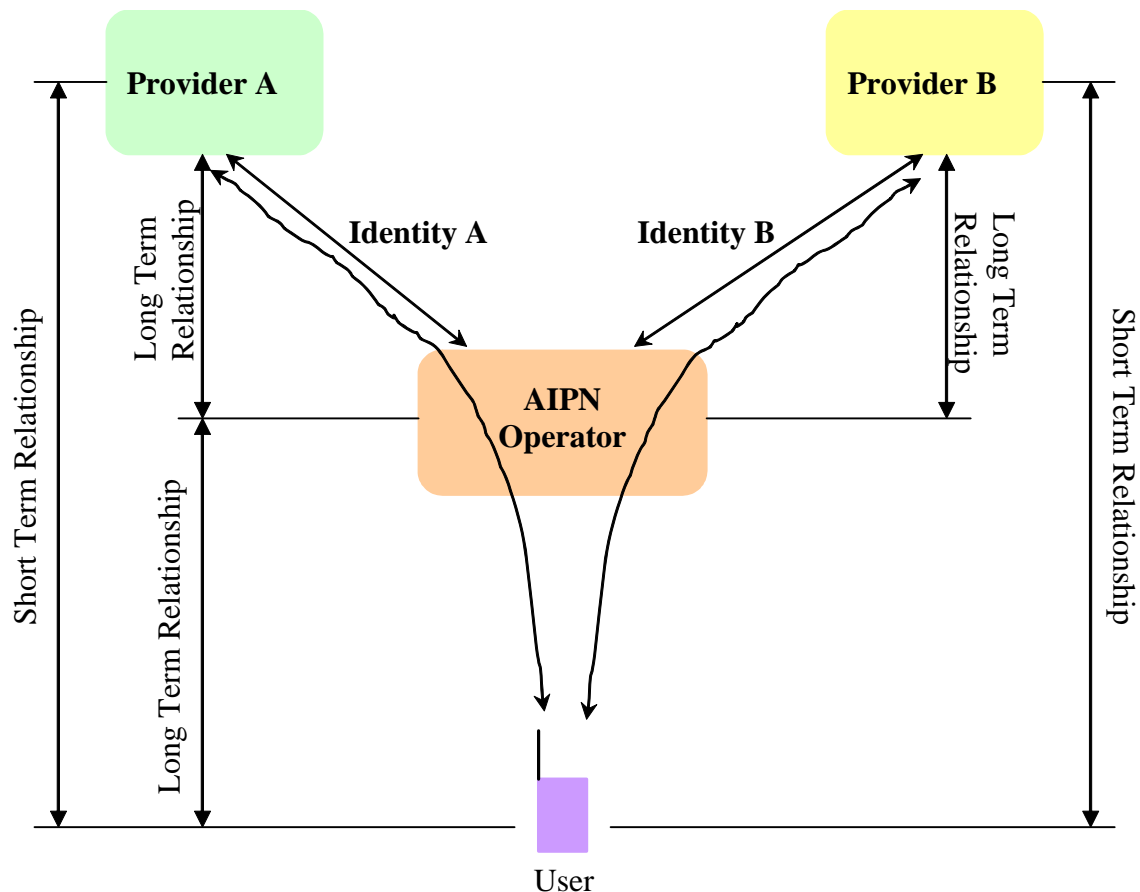 Provider A
Provider B
Identity A
Identity B
Long Term
Relationship
Long Term
Relationship
AIPN
Operator
Short Term Relationship
Long Term Relationship
Short Term Relationship
User